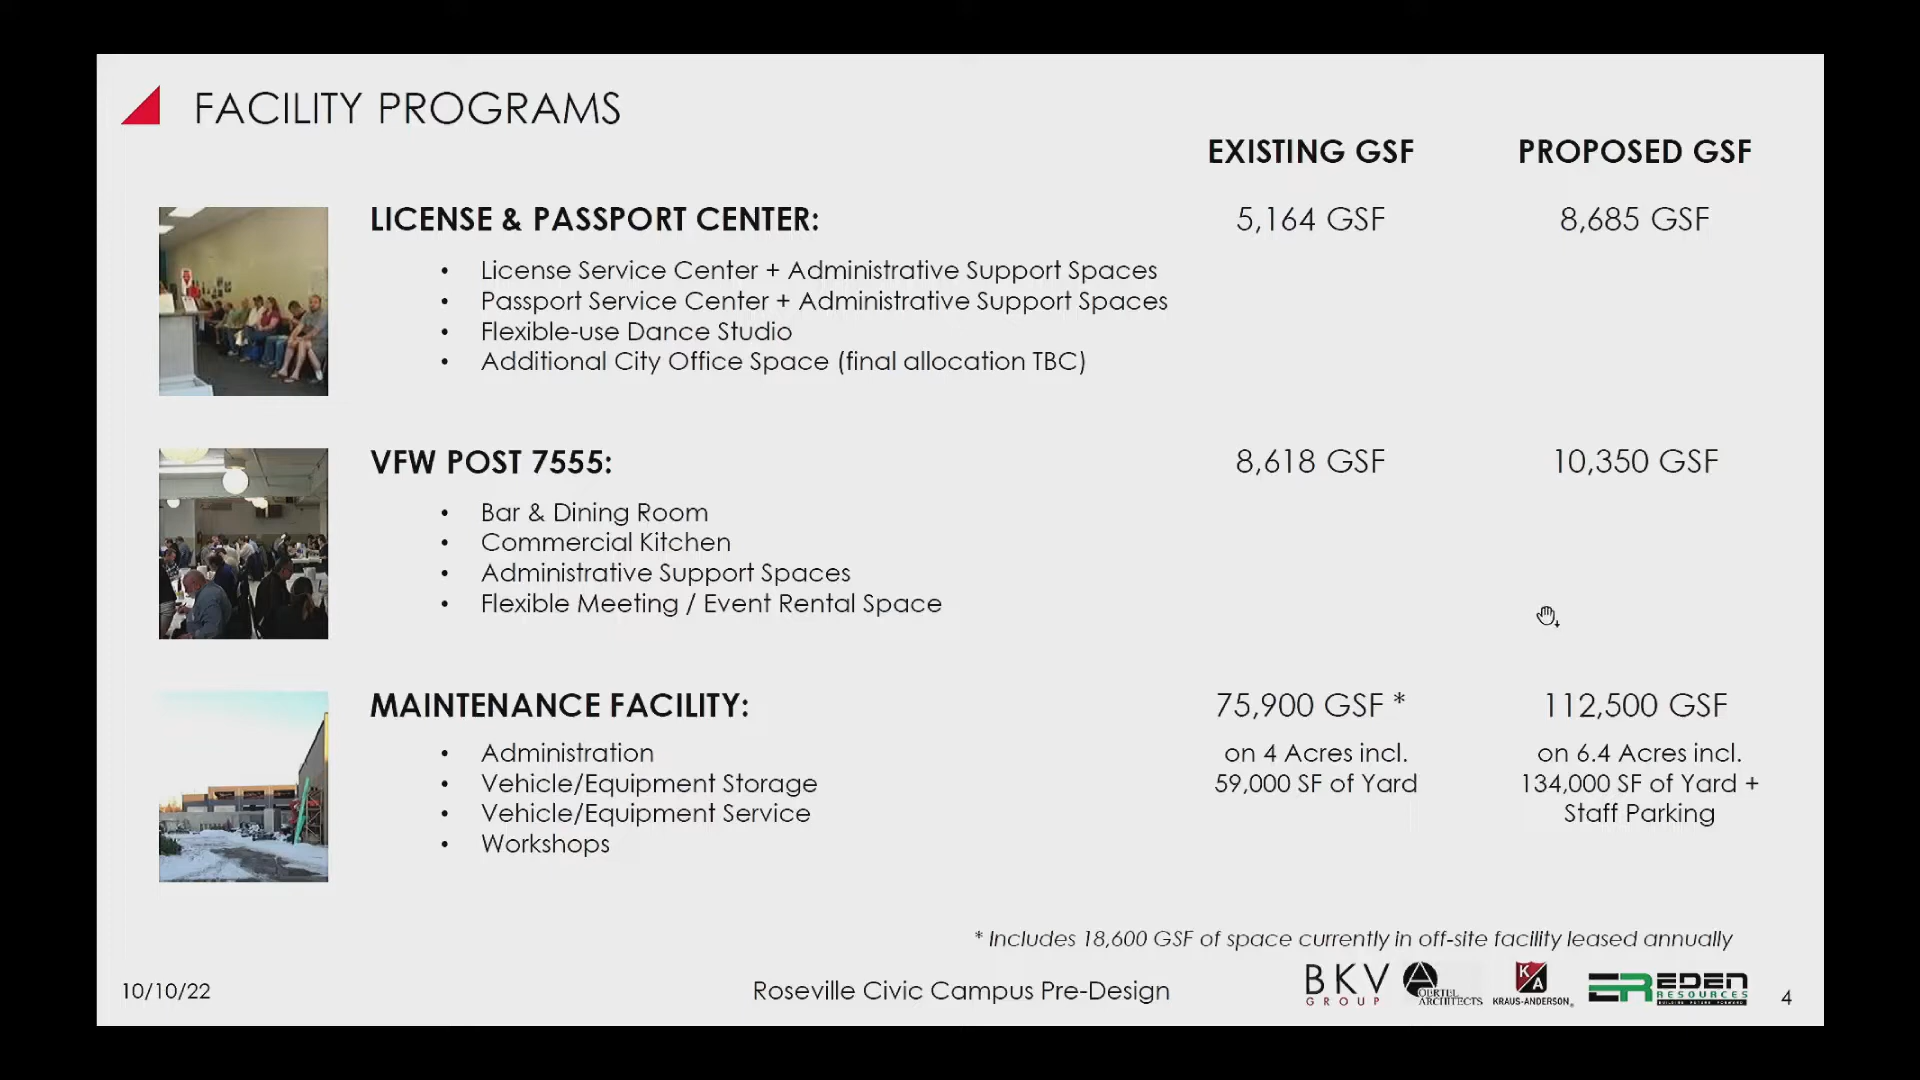 FACILITY PROGRAMS
EXISTING GSF PROPOSED GSF
LICENSE & PASSPORT CENTER: 5,164 GSF 8,685 GSF
• License Service Center + Administrative Support Spaces
• Passport Service Center + Administrative Support Spaces
• Flexible-use Dance Studio
• Additional City Office Space (final allocation TBC)
VFW POST 7555: 8,618 GSF 10,350 GSF
• Bar & Dining Room
• Commercial Kitchen
• Administrative Support Spaces
• Flexible Meeting / Event Rental Space
MAINTENANCE FACILITY: 75,900 GSF * 112,500 GSF
• Administration on 4 Acres incl. on 6.4 Acres incl.
• Vehicle/Equipment Storage 59,000 SF of Yard 134,000 SF of Yard +
• Vehicle/Equipment Service Staff Parking
• Workshops
* Includes 18,600 GSF of space currently in off-site facility leased annually
10/10/22 Roseville Civic Campus Pre-Design
BKV
GROUP
OERTEL
ARCHITECTS
KA
KRAUS-ANDERSON
ER EDEN
RESOURCES
4